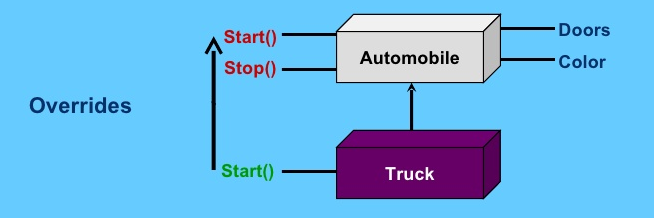 Start()
Doors
Automobile
Stop()
Color
Overrides
Start()
Truck